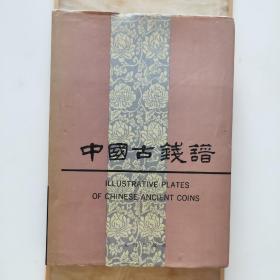 中國古錢譜
ILLUSTRATIVE PLATES
OF CHINESE ANCIENT COINS